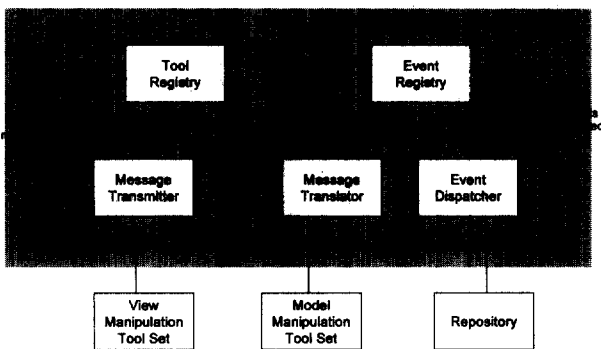 Tool
Registry
Event
Registry
Message
Transmitter
Message
Translator
Event
Dispatcher
View
Manipulation
Tool Set
Model
Manipulation
Tool Set
Repository